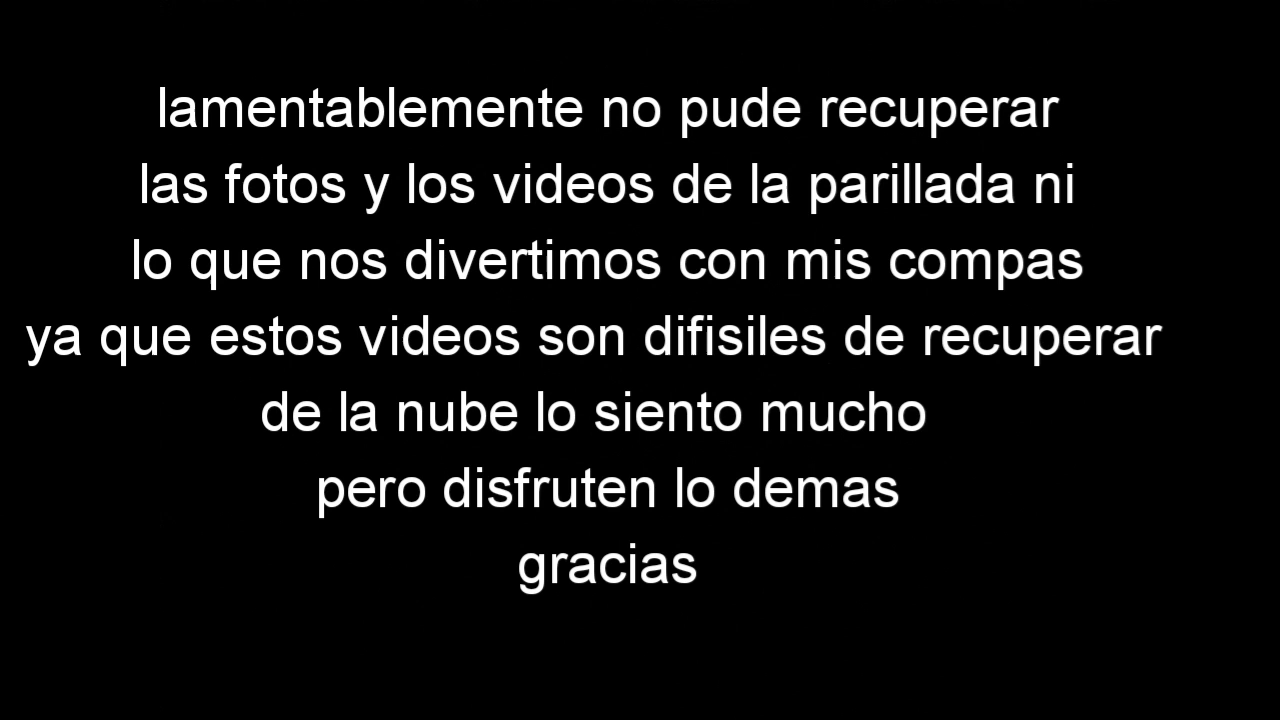 lamentablemente no pude recuperar
las fotos y los videos de la parillada ni
lo que nos divertimos con mis compas
ya que estos videos son difisiles de recuperar
de la nube lo siento mucho
pero disfruten lo demas
gracias